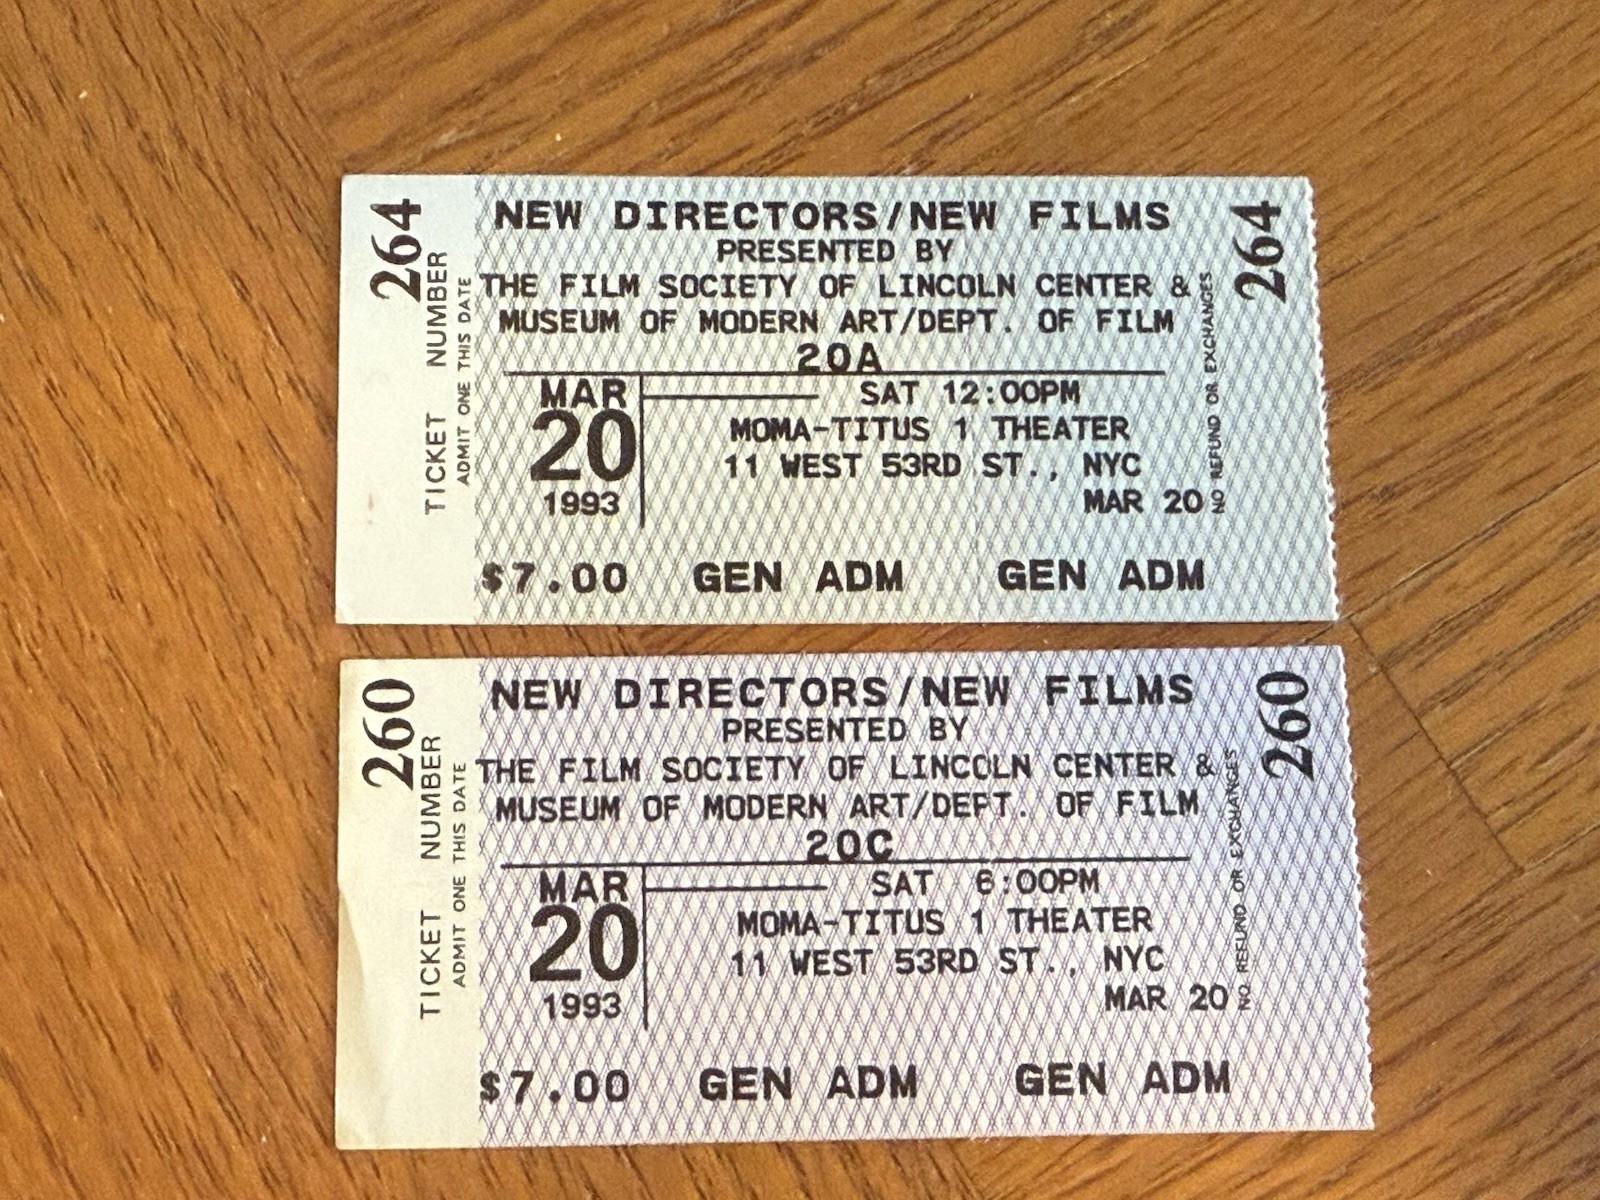 264
TICKET NUMBER
ADMIT ONE THIS DATE
NEW DIRECTORS/NEW FILMS
PRESENTED BY
THE FILM SOCIETY OF LINCOLN CENTER &
MUSEUM OF MODERN ART/DEPT. OF FILM
20A
MAR
20
1993
SAT 12:00PM
MOMA-TITUS 1 THEATER
11 WEST 53RD ST., NYC
MAR 20
$7.00 GEN ADM GEN ADM
NO REFUND OR EXCHANGES
264
260
TICKET NUMBER
ADMIT ONE THIS DATE
NEW DIRECTORS/NEW FILMS
PRESENTED BY
THE FILM SOCIETY OF LINCOLN CENTER &
MUSEUM OF MODERN ART/DEPT. OF FILM
20C
MAR
20
1993
SAT 6:00PM
MOMA-TITUS 1 THEATER
11 WEST 53RD ST., NYC
MAR 20
$7.00 GEN ADM GEN ADM
NO REFUND OR EXCHANGES
260